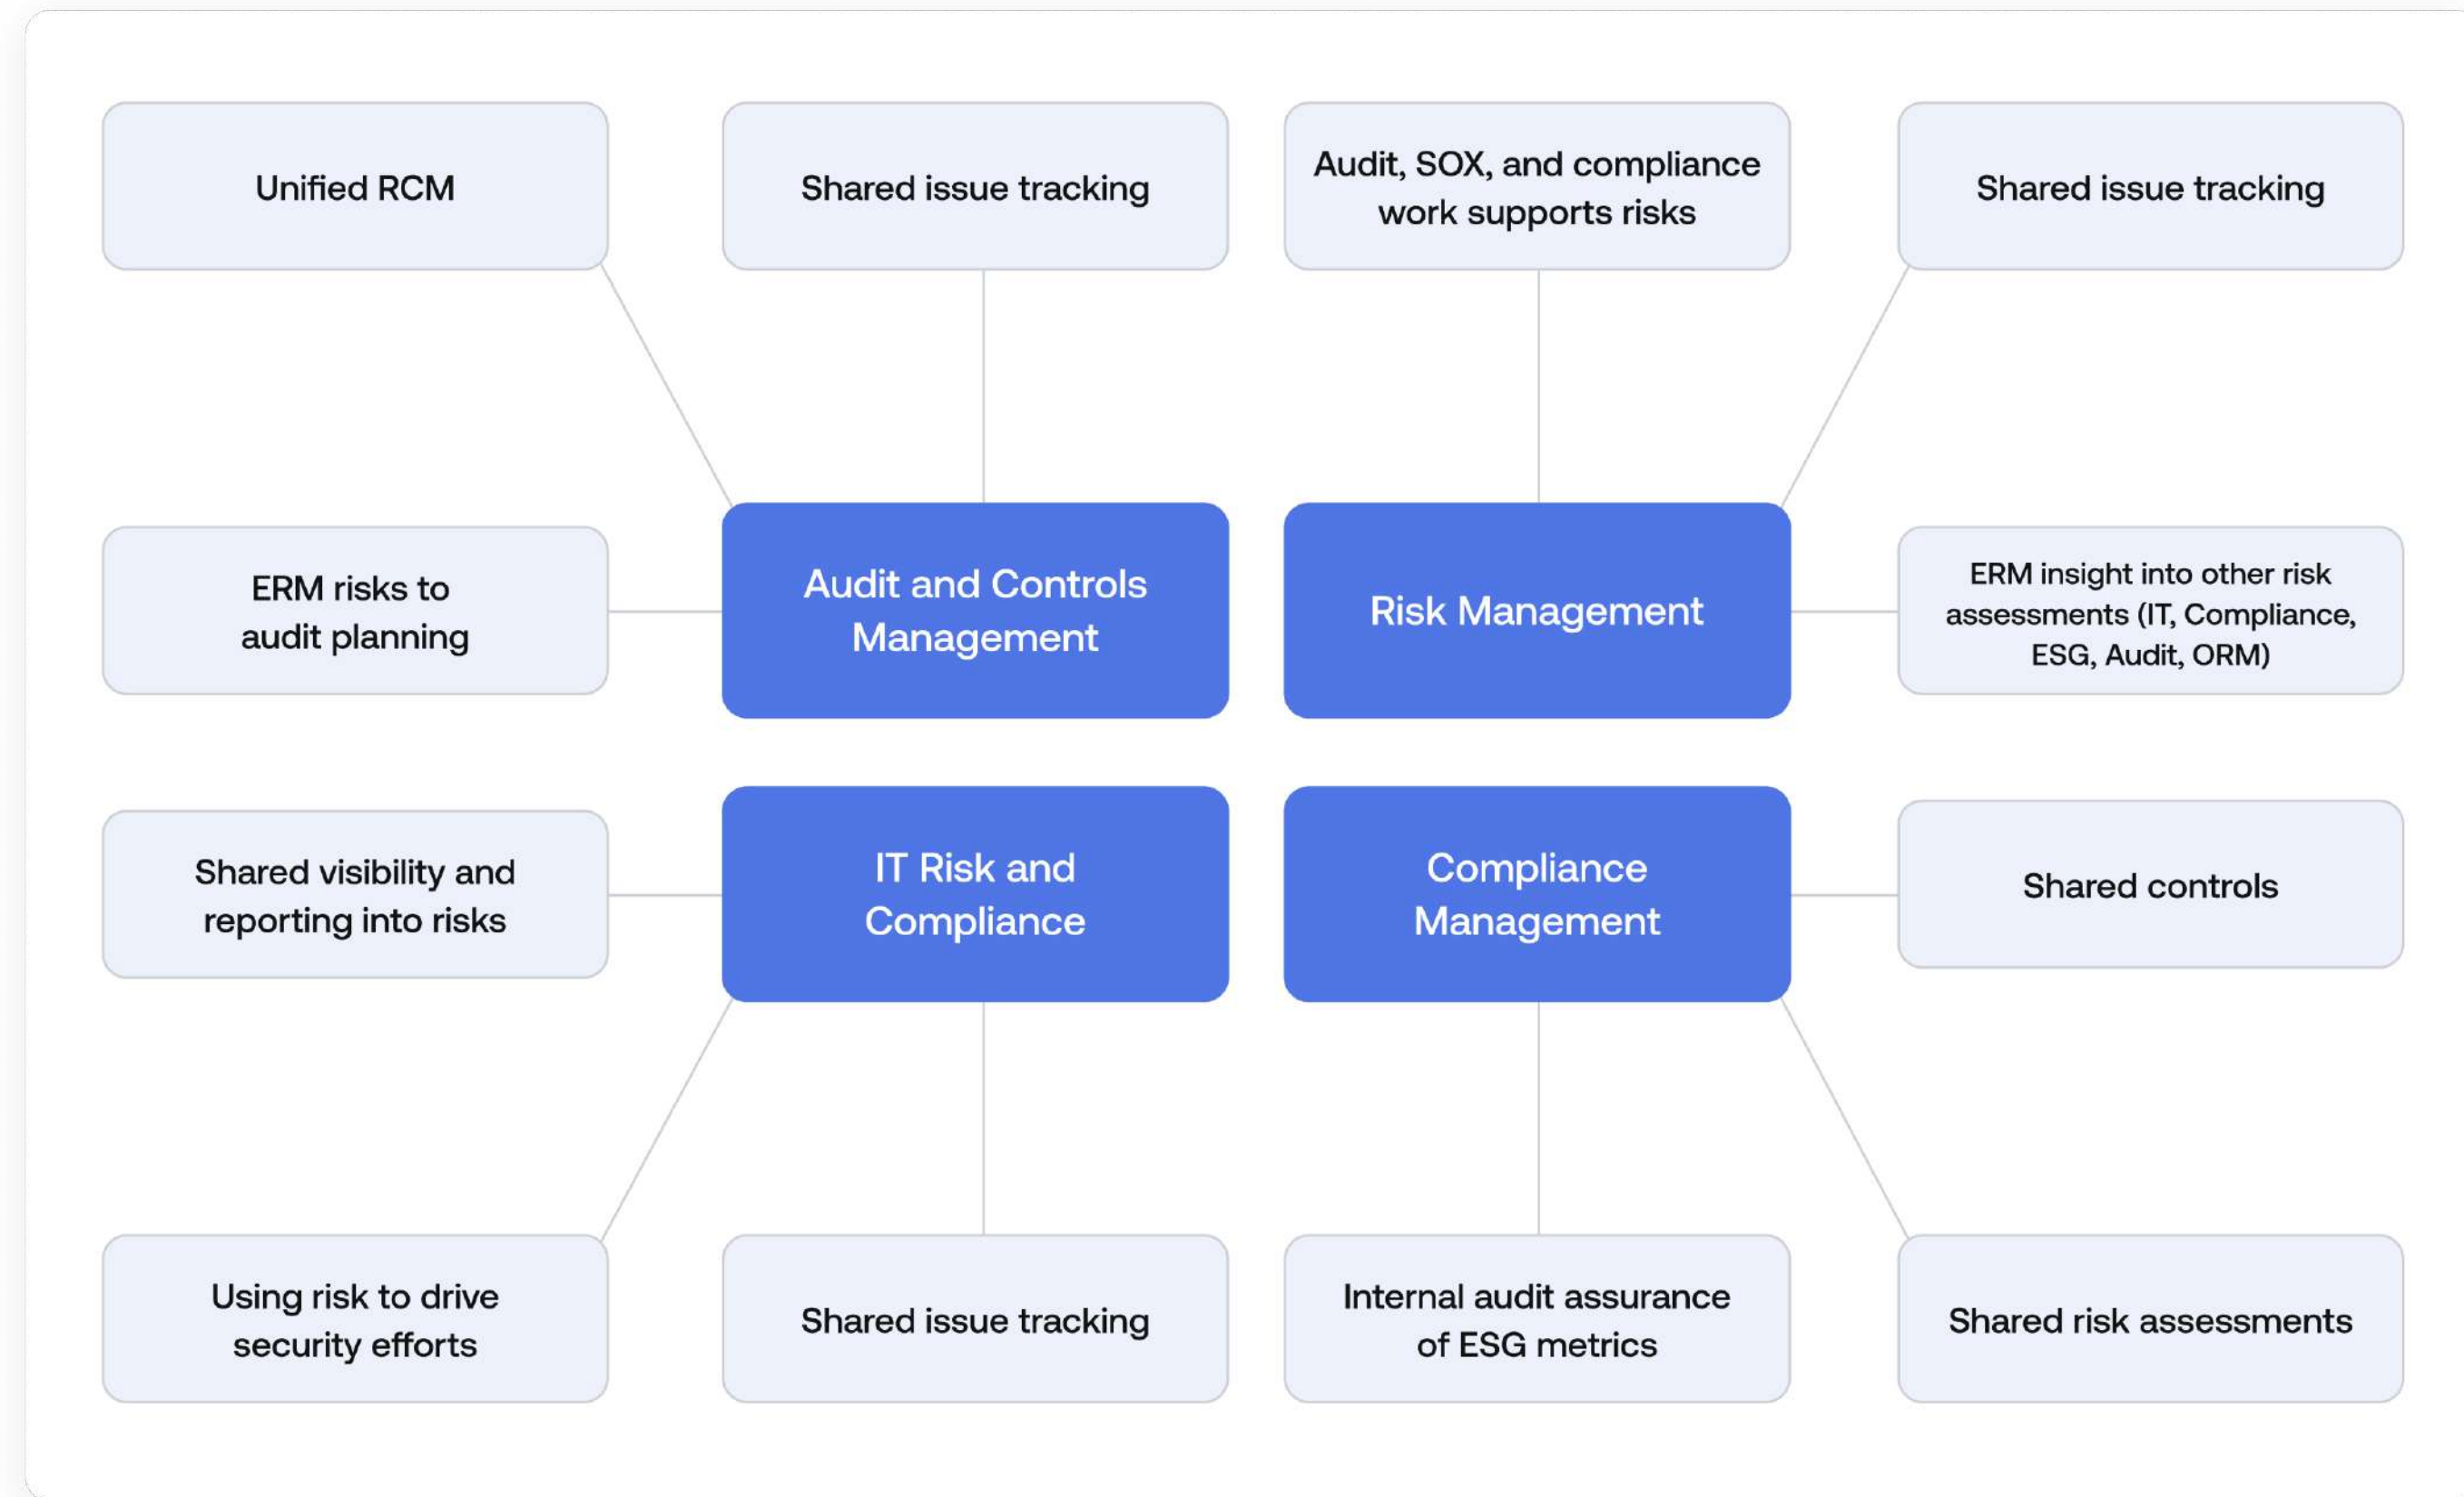 Unified RCM
Shared issue tracking
Audit, SOX, and compliance
work supports risks
Shared issue tracking
ERM risks to
audit planning
Audit and Controls
Management
Risk Management
ERM insight into other risk
assessments (IT, Compliance,
ESG, Audit, ORM)
Shared visibility and
reporting into risks
IT Risk and
Compliance
Compliance
Management
Shared controls
Using risk to drive
security efforts
Shared issue tracking
Internal audit assurance
of ESG metrics
Shared risk assessments